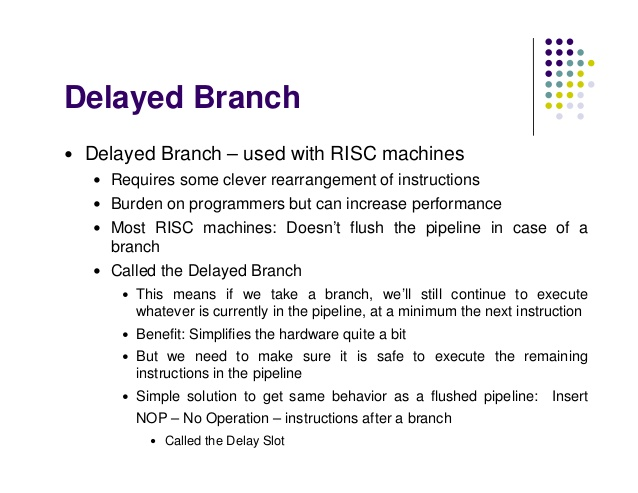 Delayed Branch
• Delayed Branch – used with RISC machines
• Requires some clever rearrangement of instructions
• Burden on programmers but can increase performance
• Most RISC machines: Doesn't flush the pipeline in case of a
branch
• Called the Delayed Branch
• This means if we take a branch, we'll still continue to execute
whatever is currently in the pipeline, at a minimum the next instruction
• Benefit: Simplifies the hardware quite a bit
• But we need to make sure it is safe to execute the remaining
instructions in the pipeline
• Simple solution to get same behavior as a flushed pipeline: Insert
NOP – No Operation – instructions after a branch
• Called the Delay Slot